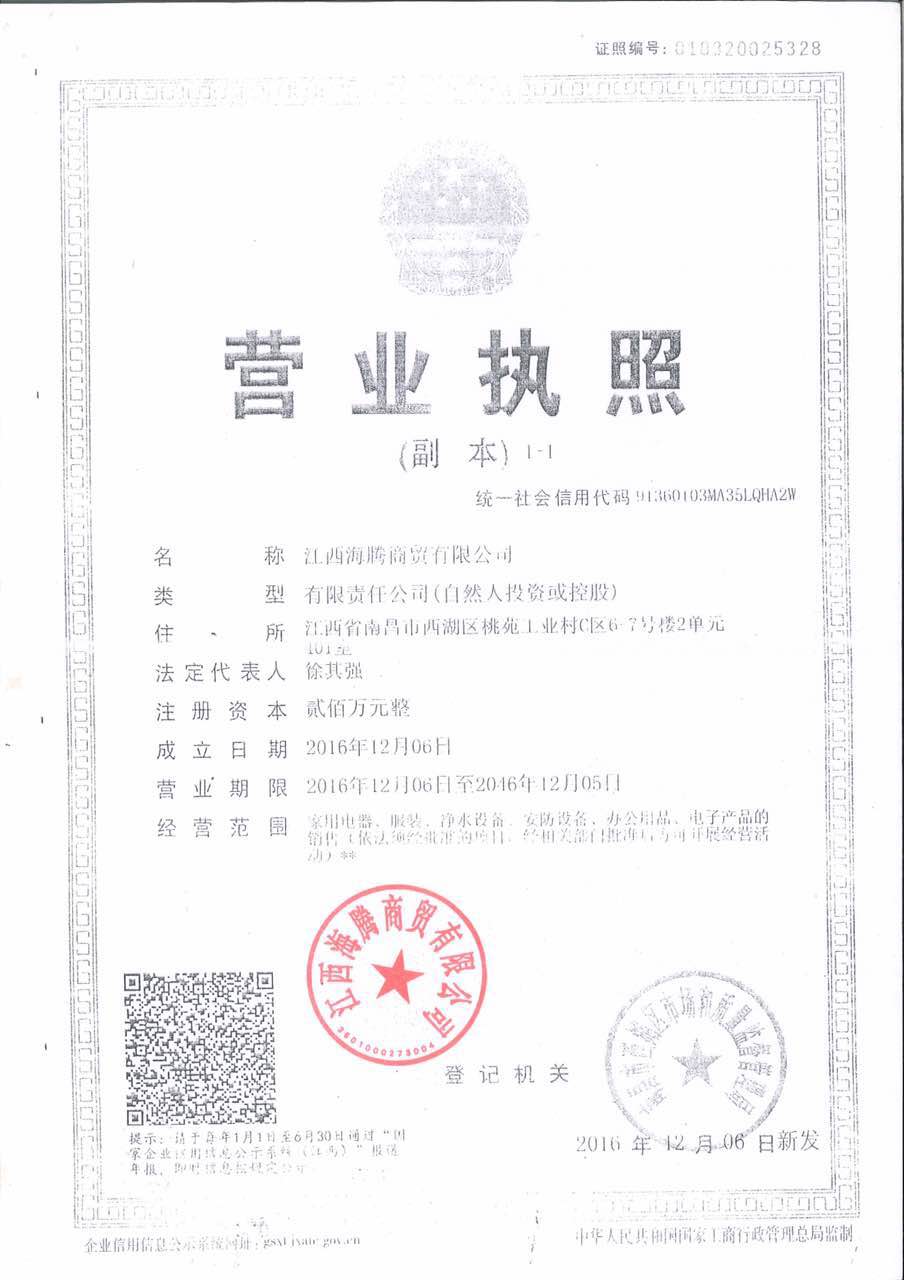 证照编号：010320025328
营业执照
(副 本) 1-1
统一社会信用代码 91360103MA35LQHA2W
名 称 江西海腾商贸有限公司
类 型 有限责任公司(自然人投资或控股)
住 所 江西省南昌市西湖区桃苑工业村C区6-7号楼2单元
101室
法定代表人 徐其强
注册资本 贰佰万元整
成立日期 2016年12月06日
营业期限 2016年12月06日至2046年12月05日
经营范围 家用电器、服装、净水设备、安防设备、办公用品、电子产品的
销售（依法须经批准的项目，经相关部门批准后方可开展经营活
动）**
江西海腾商贸有限公司
3601000273004
登记机关
南昌市西湖区市场和质量监督管理局
2016 年 12 月 06 日新发
提示：请于每年1月1日至6月30日通过“国
家企业信用信息公示系统（江西）”报送
年报，即时信息按规定公示
企业信用信息公示系统网址：gsxt.jxaic.gov.cn
中华人民共和国国家工商行政管理总局监制